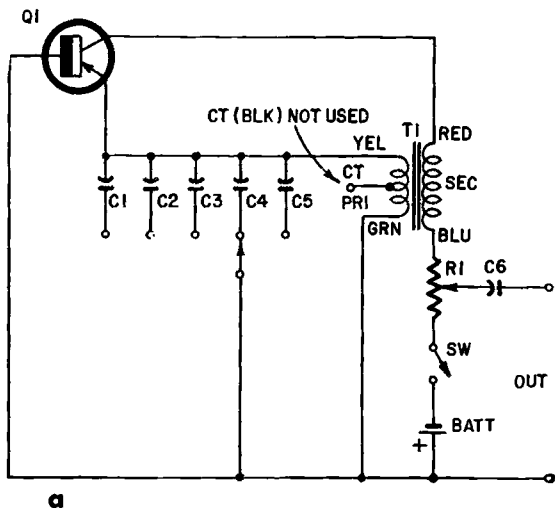 Q1
CT (BLK) NOT USED
YEL
T1
RED
CT
PRI
SEC
GRN
BLU
C1
C2
C3
C4
C5
R1
C6
SW
OUT
BATT
+
a